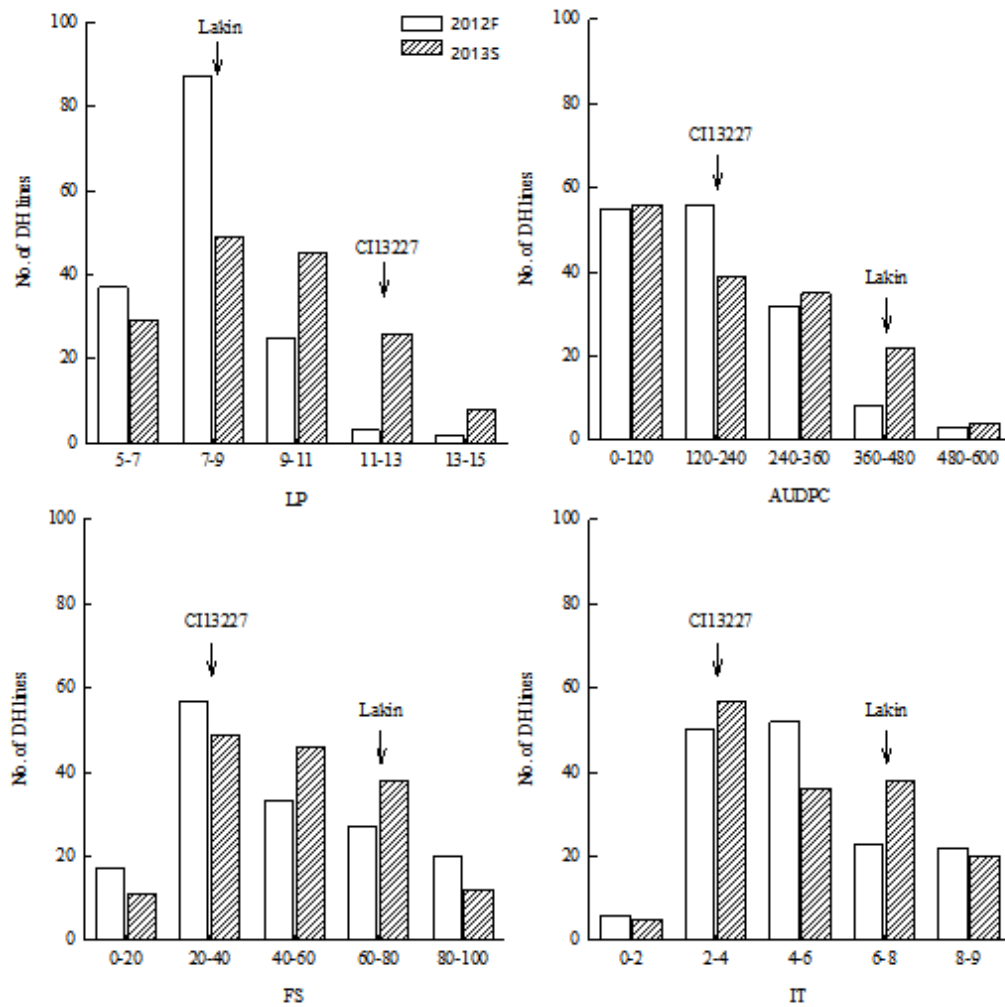 100
80
60
40
20
0
No. of DH lines
Lakin
CI13227
2012F
2013S
5-7 7-9 9-11 11-13 13-15
LP
100
80
60
40
20
0
No. of DH lines
CI13227
Lakin
0-120 120-240 240-360 360-480 480-600
AUDPC
100
80
60
40
20
0
No. of DH lines
CI13227
Lakin
0-20 20-40 40-60 60-80 80-100
FS
100
80
60
40
20
0
No. of DH lines
CI13227
Lakin
0-2 2-4 4-6 6-8 8-9
IT